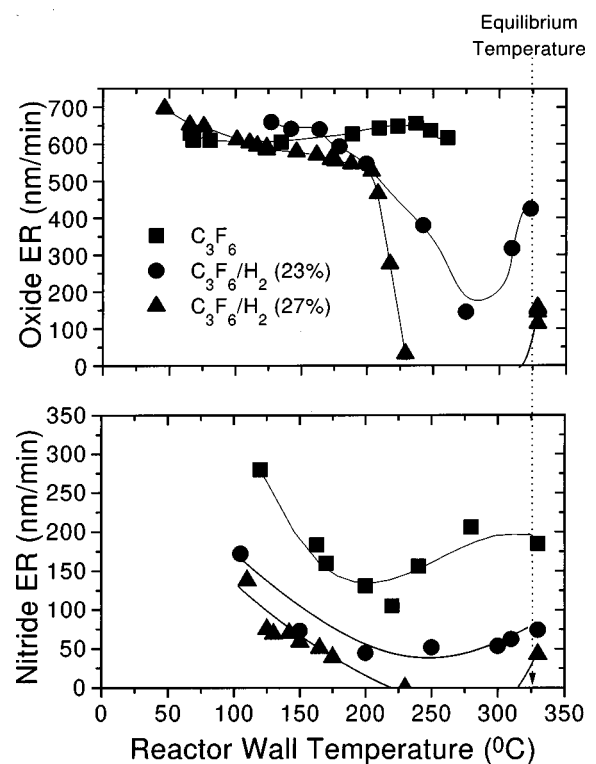 Equilibrium
Temperature
700
600
500
400
300
200
100
0
Oxide ER (nm/min)
C₃F₆
C₃F₆/H₂ (23%)
C₃F₆/H₂ (27%)
350
300
250
200
150
100
50
0
Nitride ER (nm/min)
0 50 100 150 200 250 300 350
Reactor Wall Temperature (⁰C)